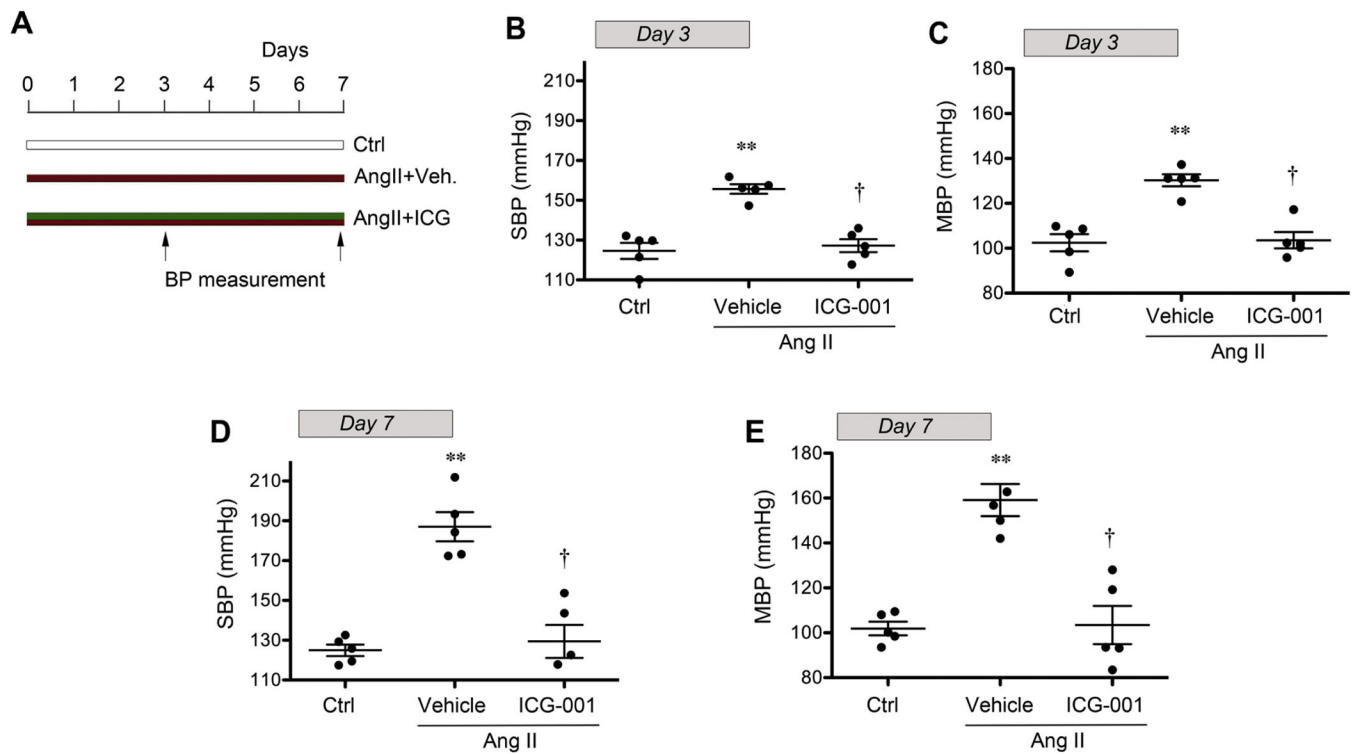 A
Days
0 1 2 3 4 5 6 7
Ctrl
AngII+Veh.
AngII+ICG
BP measurement
B
Day 3
SBP (mmHg)
210
190
170
150
130
110
**
†
Ctrl Vehicle ICG-001
Ang II
C
Day 3
MBP (mmHg)
180
160
140
120
100
80
**
†
Ctrl Vehicle ICG-001
Ang II
D
Day 7
SBP (mmHg)
210
190
170
150
130
110
**
†
Ctrl Vehicle ICG-001
Ang II
E
Day 7
MBP (mmHg)
180
160
140
120
100
80
**
†
Ctrl Vehicle ICG-001
Ang II